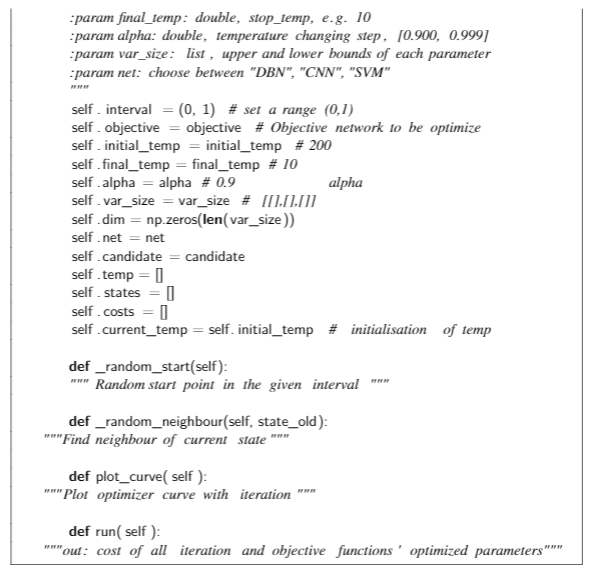 :param final_temp: double, stop_temp, e.g. 10
:param alpha: double, temperature changing step, [0.900, 0.999]
:param var_size: list, upper and lower bounds of each parameter
:param net: choose between "DBN", "CNN", "SVM"
"""
self.interval = (0, 1) # set a range (0,1)
self.objective = objective # Objective network to be optimize
self.initial_temp = initial_temp # 200
self.final_temp = final_temp # 10
self.alpha = alpha # 0.9 alpha
self.var_size = var_size # [[],[],[]]
self.dim = np.zeros(len(var_size))
self.net = net
self.candidate = candidate
self.temp = []
self.states = []
self.costs = []
self.current_temp = self.initial_temp # initialisation of temp
def __random_start(self):
""" Random start point in the given interval """
def __random_neighbour(self, state_old):
"""Find neighbour of current state """
def plot_curve( self ):
"""Plot optimizer curve with iteration """
def run( self ):
"""out: cost of all iteration and objective functions' optimized parameters"""